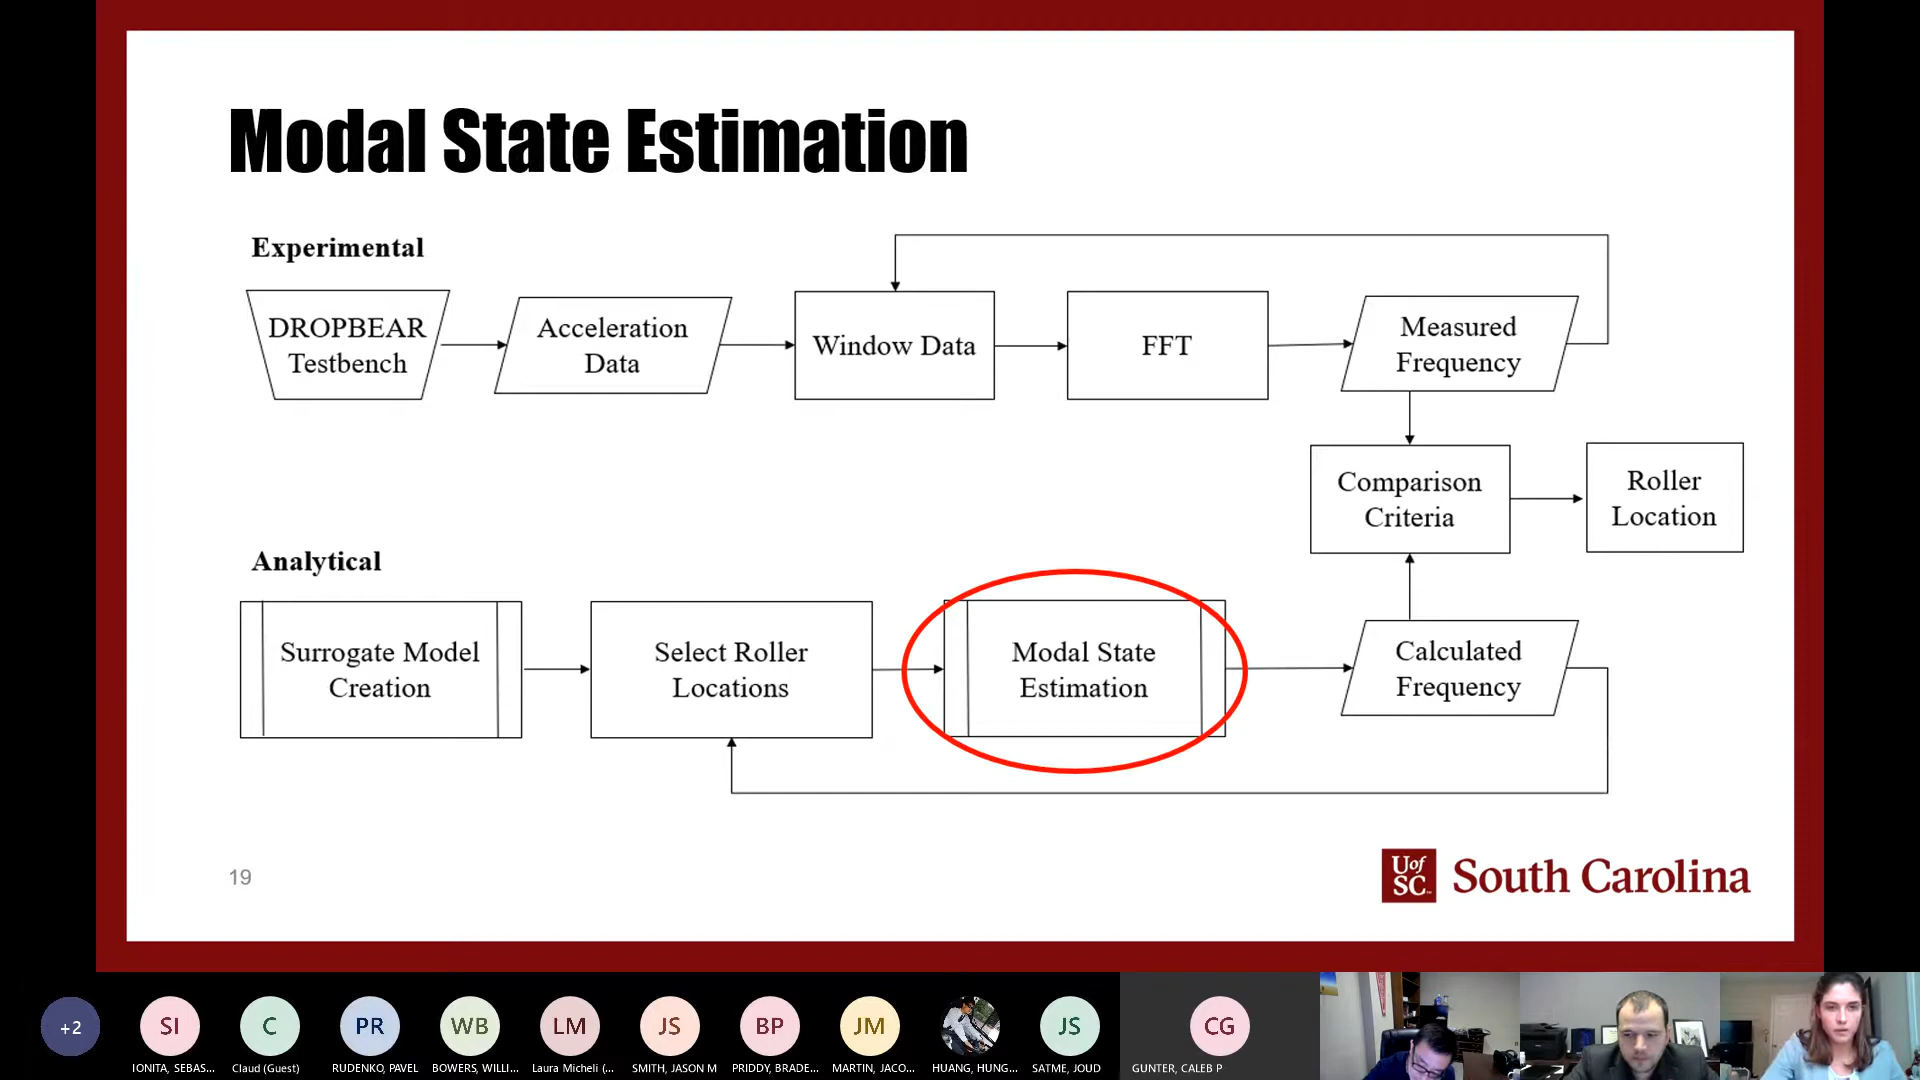 Modal State Estimation
Experimental
DROPBEAR
Testbench
Acceleration
Data
Window Data
FFT
Measured
Frequency
Comparison
Criteria
Roller
Location
Analytical
Surrogate Model
Creation
Select Roller
Locations
Modal State
Estimation
Calculated
Frequency
19
UofSC
South Carolina
+2
SI
C
PR
WB
LM
JS
BP
JM
JS
CG
IONITA, SEBAS...
Claud (Guest)
RUDENKO, PAVEL
BOWERS, WILLI...
Laura Micheli (...
SMITH, JASON M
PRIDDY, BRADE...
MARTIN, JACO...
HUANG, HUNG...
SATME, JOUD
GUNTER, CALEB P